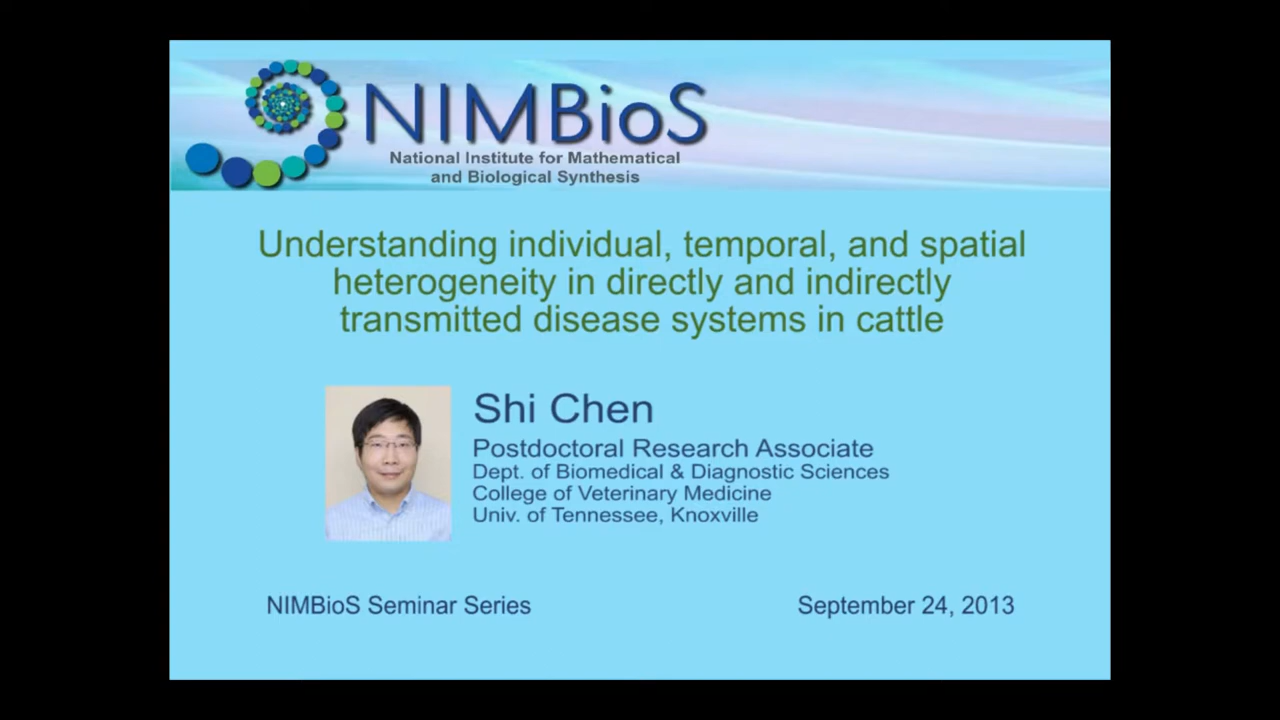 NIMBioS
National Institute for Mathematical
and Biological Synthesis
Understanding individual, temporal, and spatial
heterogeneity in directly and indirectly
transmitted disease systems in cattle
Shi Chen
Postdoctoral Research Associate
Dept. of Biomedical & Diagnostic Sciences
College of Veterinary Medicine
Univ. of Tennessee, Knoxville
NIMBioS Seminar Series
September 24, 2013